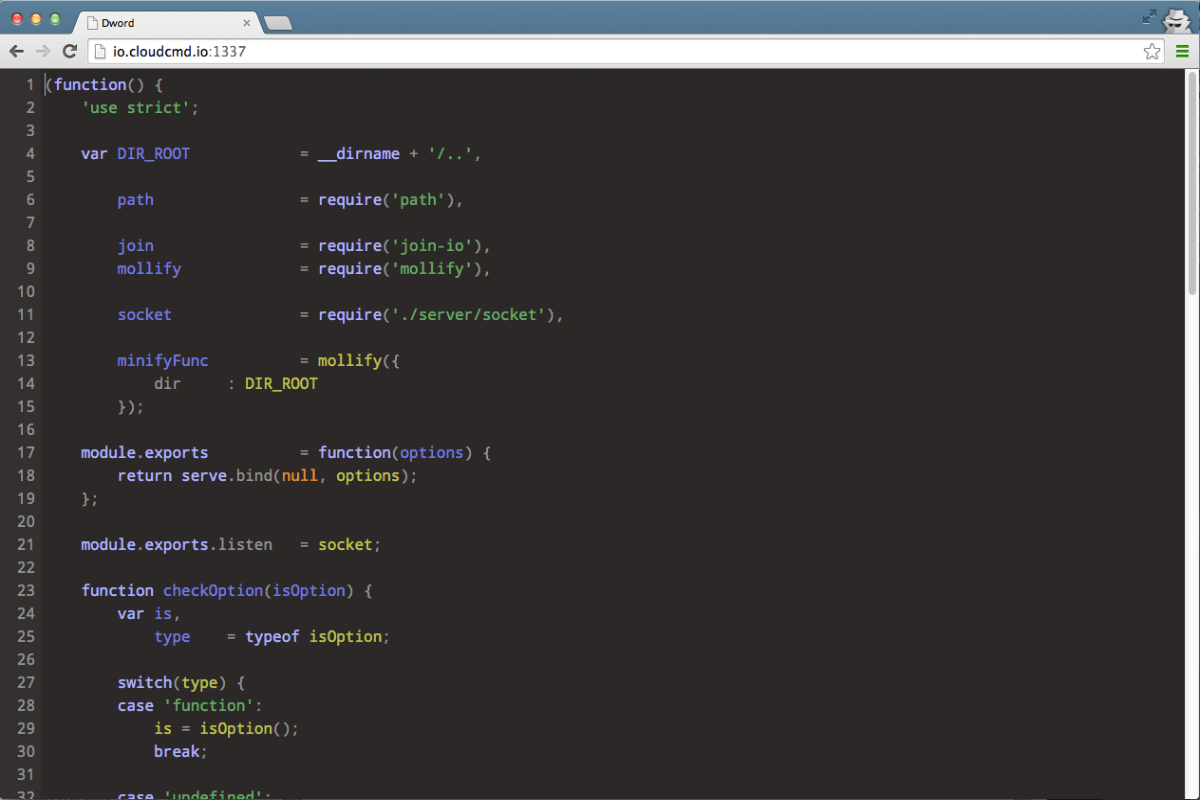 Dword
io.cloudcmd.io:1337
1 (function() {
2     'use strict';
3
4     var DIR_ROOT            = __dirname + '/..',
5
6         path                = require('path'),
7
8         join                = require('join-io'),
9         mollify             = require('mollify'),
10
11         socket              = require('./server/socket'),
12
13         minifyFunc          = mollify({
14             dir     : DIR_ROOT
15         });
16
17     module.exports          = function(options) {
18         return serve.bind(null, options);
19     };
20
21     module.exports.listen   = socket;
22
23     function checkOption(isOption) {
24         var is,
25             type    = typeof isOption;
26
27         switch(type) {
28         case 'function':
29             is = isOption();
30             break;
31
32         case 'undefined':